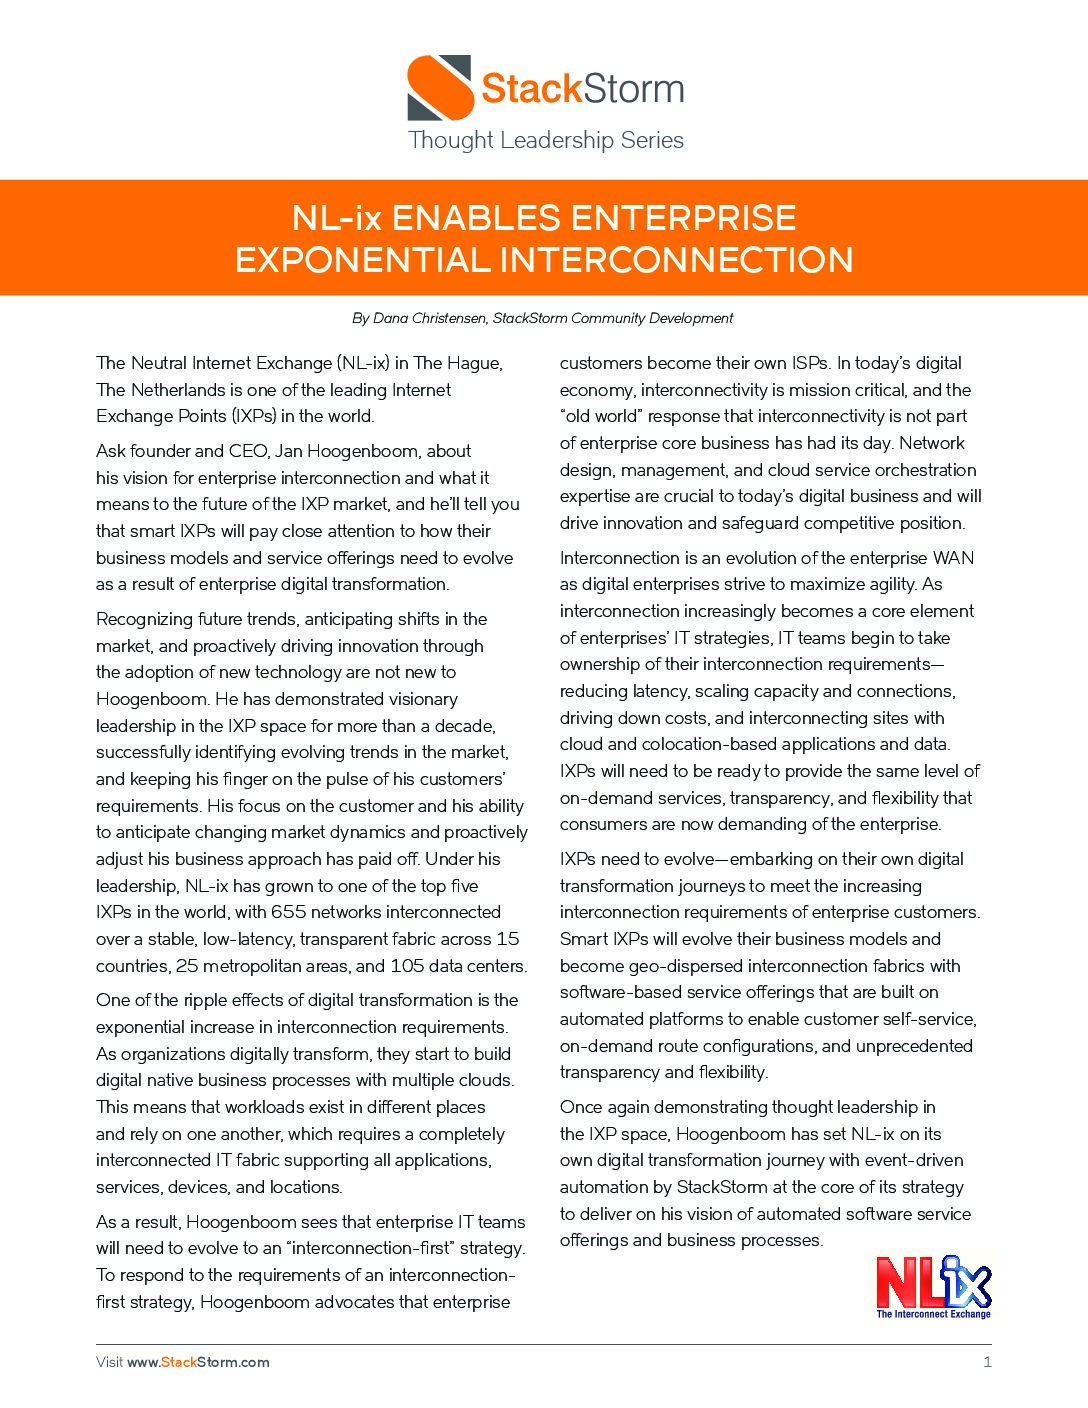 StackStorm
Thought Leadership Series
NL-ix ENABLES ENTERPRISE
EXPONENTIAL INTERCONNECTION
By Dana Christensen, StackStorm Community Development
The Neutral Internet Exchange (NL-ix) in The Hague,
The Netherlands is one of the leading Internet
Exchange Points (IXPs) in the world.
Ask founder and CEO, Jan Hoogenboom, about
his vision for enterprise interconnection and what it
means to the future of the IXP market, and he’ll tell you
that smart IXPs will pay close attention to how their
business models and service offerings need to evolve
as a result of enterprise digital transformation.
Recognizing future trends, anticipating shifts in the
market, and proactively driving innovation through
the adoption of new technology are not new to
Hoogenboom. He has demonstrated visionary
leadership in the IXP space for more than a decade,
successfully identifying evolving trends in the market,
and keeping his finger on the pulse of his customers’
requirements. His focus on the customer and his ability
to anticipate changing market dynamics and proactively
adjust his business approach has paid off. Under his
leadership, NL-ix has grown to one of the top five
IXPs in the world, with 655 networks interconnected
over a stable, low-latency, transparent fabric across 15
countries, 25 metropolitan areas, and 105 data centers.
One of the ripple effects of digital transformation is the
exponential increase in interconnection requirements.
As organizations digitally transform, they start to build
digital native business processes with multiple clouds.
This means that workloads exist in different places
and rely on one another, which requires a completely
interconnected IT fabric supporting all applications,
services, devices, and locations.
As a result, Hoogenboom sees that enterprise IT teams
will need to evolve to an “interconnection-first” strategy.
To respond to the requirements of an interconnection-
first strategy, Hoogenboom advocates that enterprise
customers become their own ISPs. In today’s digital
economy, interconnectivity is mission critical, and the
“old world” response that interconnectivity is not part
of enterprise core business has had its day. Network
design, management, and cloud service orchestration
expertise are crucial to today’s digital business and will
drive innovation and safeguard competitive position.
Interconnection is an evolution of the enterprise WAN
as digital enterprises strive to maximize agility. As
interconnection increasingly becomes a core element
of enterprises’ IT strategies, IT teams begin to take
ownership of their interconnection requirements—
reducing latency, scaling capacity and connections,
driving down costs, and interconnecting sites with
cloud and colocation-based applications and data.
IXPs will need to be ready to provide the same level of
on-demand services, transparency, and flexibility that
consumers are now demanding of the enterprise.
IXPs need to evolve—embarking on their own digital
transformation journeys to meet the increasing
interconnection requirements of enterprise customers.
Smart IXPs will evolve their business models and
become geo-dispersed interconnection fabrics with
software-based service offerings that are built on
automated platforms to enable customer self-service,
on-demand route configurations, and unprecedented
transparency and flexibility.
Once again demonstrating thought leadership in
the IXP space, Hoogenboom has set NL-ix on its
own digital transformation journey with event-driven
automation by StackStorm at the core of its strategy
to deliver on his vision of automated software service
offerings and business processes.
NLix
The Interconnect Exchange
Visit www.StackStorm.com
1